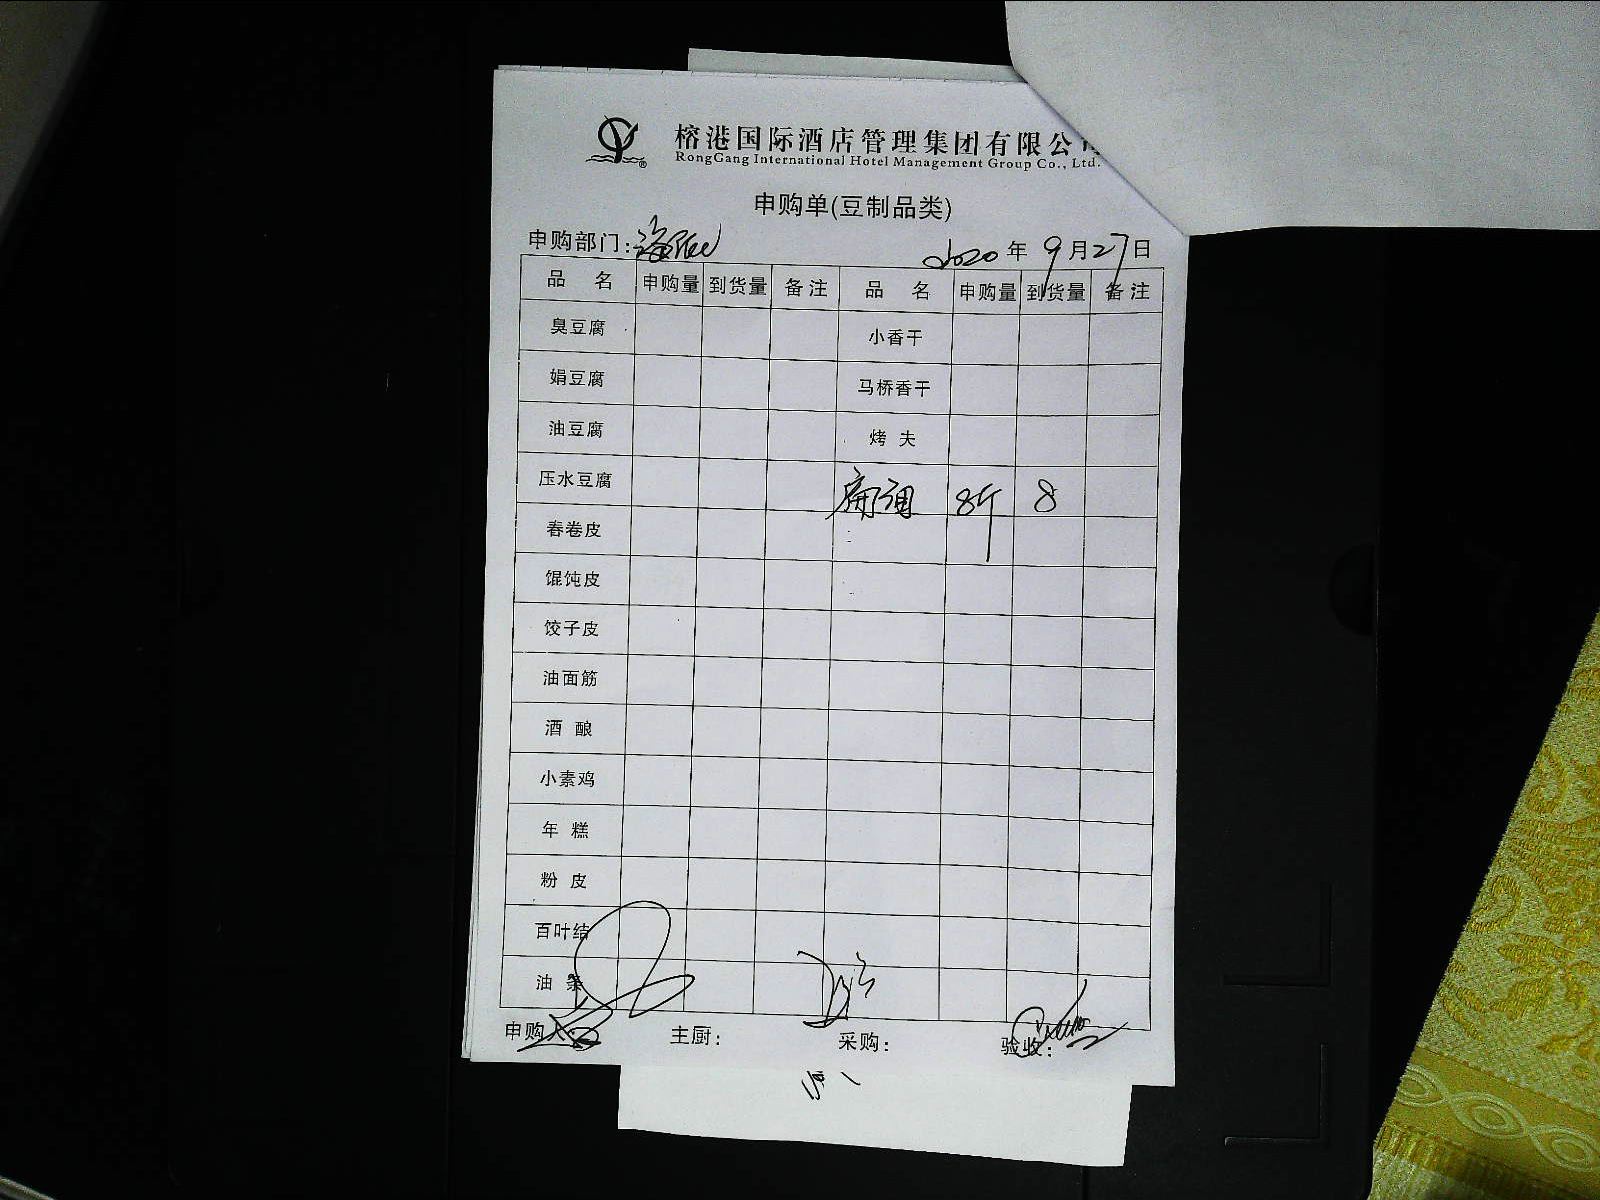 榕港国际酒店管理集团有限公
RongGang International Hotel Management Group Co., Ltd.
申购单(豆制品类)
申购部门: 2020年9月27日
品 名 申购量 到货量 备注 品 名 申购量 到货量 备注
臭豆腐 小香干
娟豆腐 马桥香干
油豆腐 烤 夫
压水豆腐 8斤 8
春卷皮
馄饨皮
饺子皮
油面筋
酒 酿
小素鸡
年 糕
粉 皮
百叶结
油 条
申购人: 主厨: 采购: 验收: